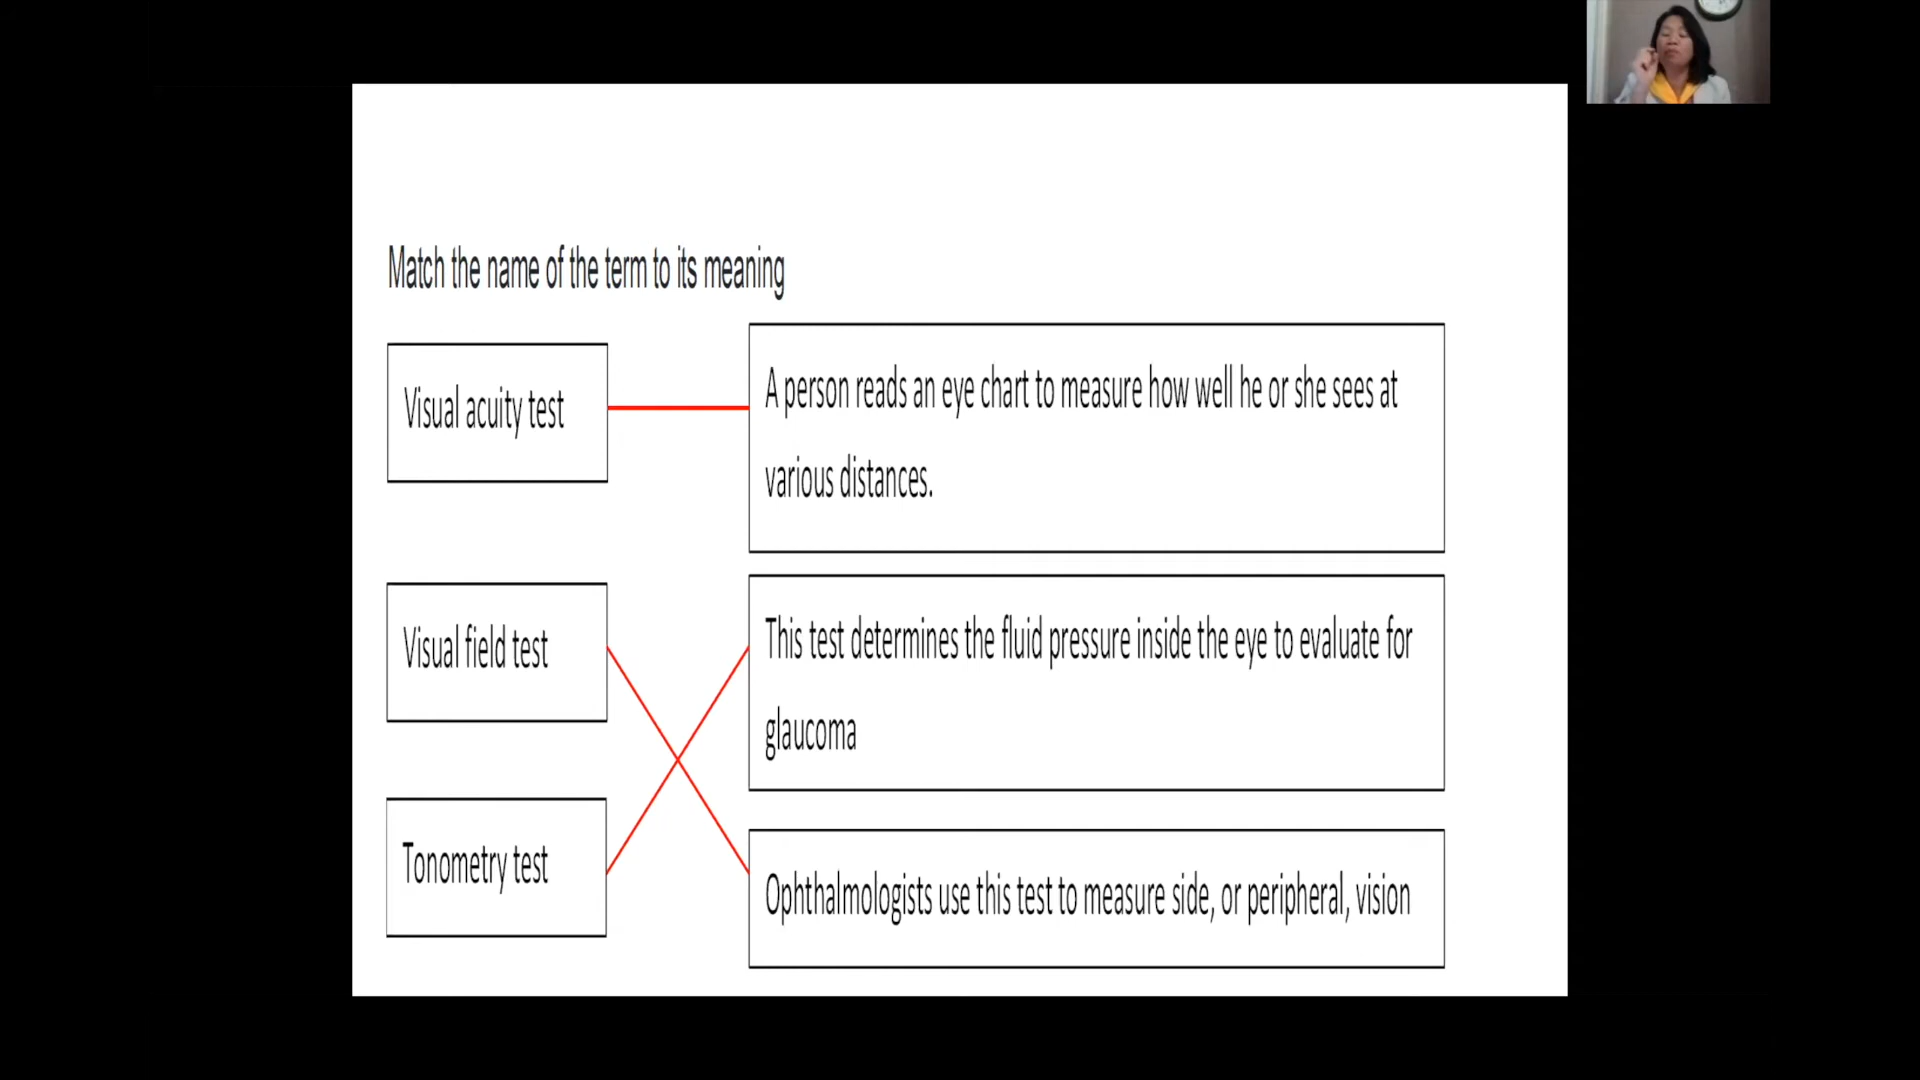 Match the name of the term to its meaning
Visual acuity test
A person reads an eye chart to measure how well he or she sees at
various distances.
Visual field test
This test determines the fluid pressure inside the eye to evaluate for
glaucoma
Tonometry test
Ophthalmologists use this test to measure side, or peripheral, vision